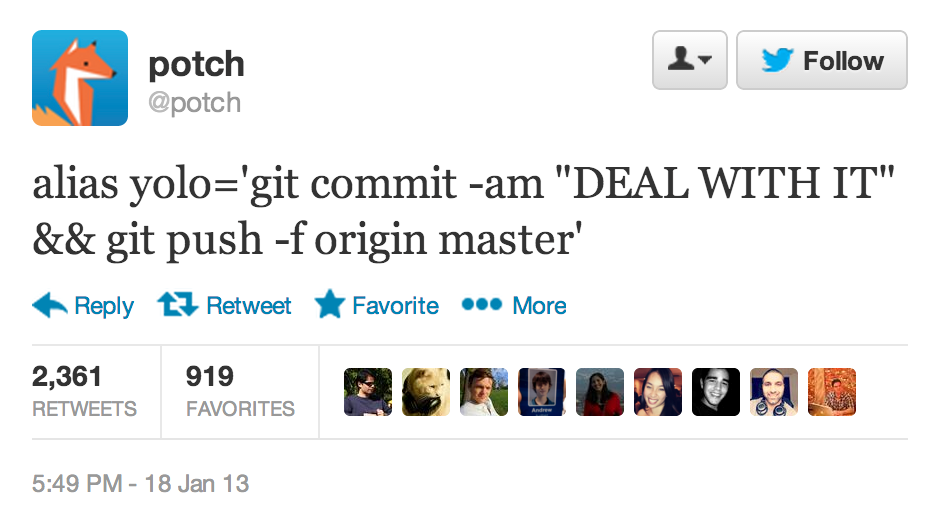 potch
@potch
Follow
alias yolo='git commit -am "DEAL WITH IT"
&& git push -f origin master'
Reply Retweet Favorite More
2,361 919
RETWEETS FAVORITES
Andrew
5:49 PM - 18 Jan 13